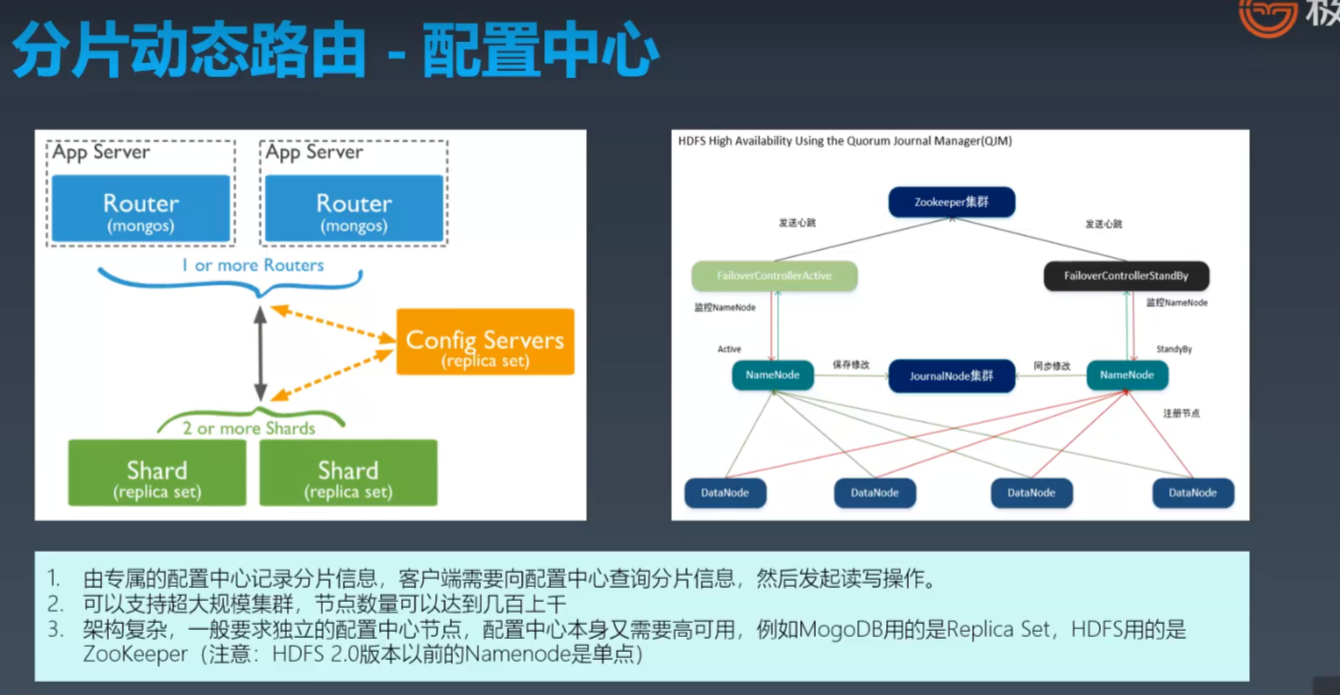 分片动态路由 - 配置中心
极
App Server
App Server
Router
(mongos)
Router
(mongos)
1 or more Routers
Config Servers
(replica set)
2 or more Shards
Shard
(replica set)
Shard
(replica set)
HDFS High Availability Using the Quorum Journal Manager(QJM)
Zookeeper集群
发送心跳
发送心跳
FailoverControllerActive
FailoverControllerStandBy
监控NameNode
监控NameNode
Active
StandyBy
NameNode
保存修改
JournalNode集群
同步修改
NameNode
注册节点
DataNode
DataNode
DataNode
DataNode
1. 由专属的配置中心记录分片信息，客户端需要向配置中心查询分片信息，然后发起读写操作。
2. 可以支持超大规模集群，节点数量可以达到几百上千
3. 架构复杂，一般要求独立的配置中心节点，配置中心本身又需要高可用，例如MogoDB用的是Replica Set，HDFS用的是
ZooKeeper（注意：HDFS 2.0版本以前的Namenode是单点）